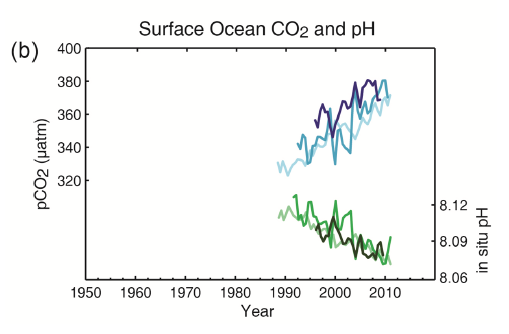 Surface Ocean CO2 and pH
(b)
400
380
360
340
320
pCO2 (µatm)
8.12
8.09
8.06
in situ pH
1950 1960 1970 1980 1990 2000 2010
Year